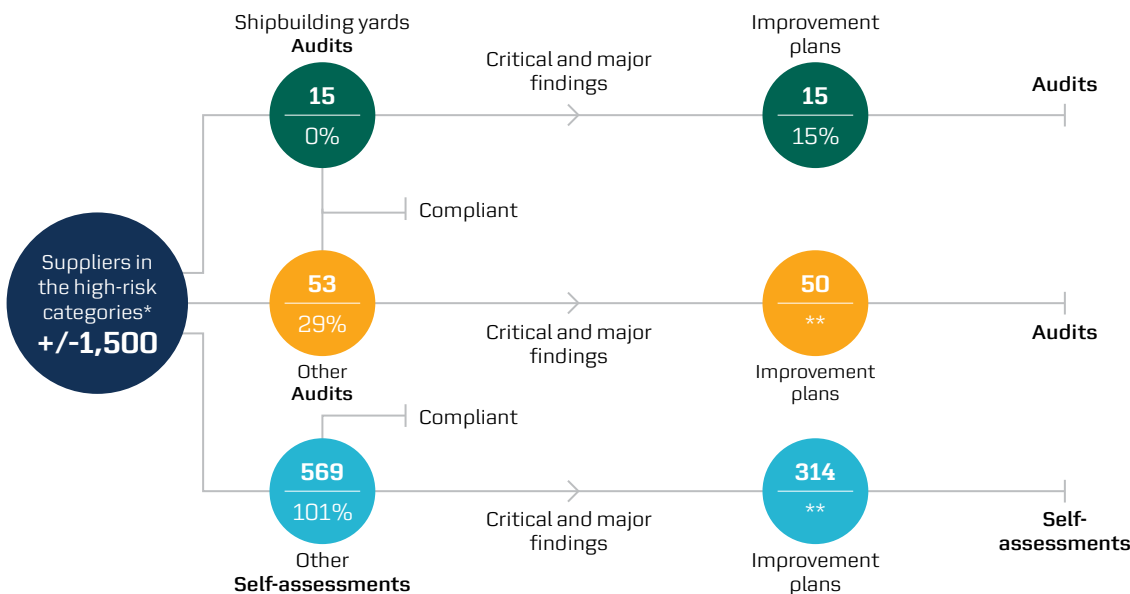 Shipbuilding yards
Audits
15
0%
Critical and major
findings
Improvement
plans
15
15%
Audits
Compliant
Suppliers in
the high-risk
categories*
+/-1,500
53
29%
Other
Audits
Critical and major
findings
50
**
Improvement
plans
Audits
Compliant
569
101%
Other
Self-assessments
Critical and major
findings
314
**
Improvement
plans
Self-
assessments